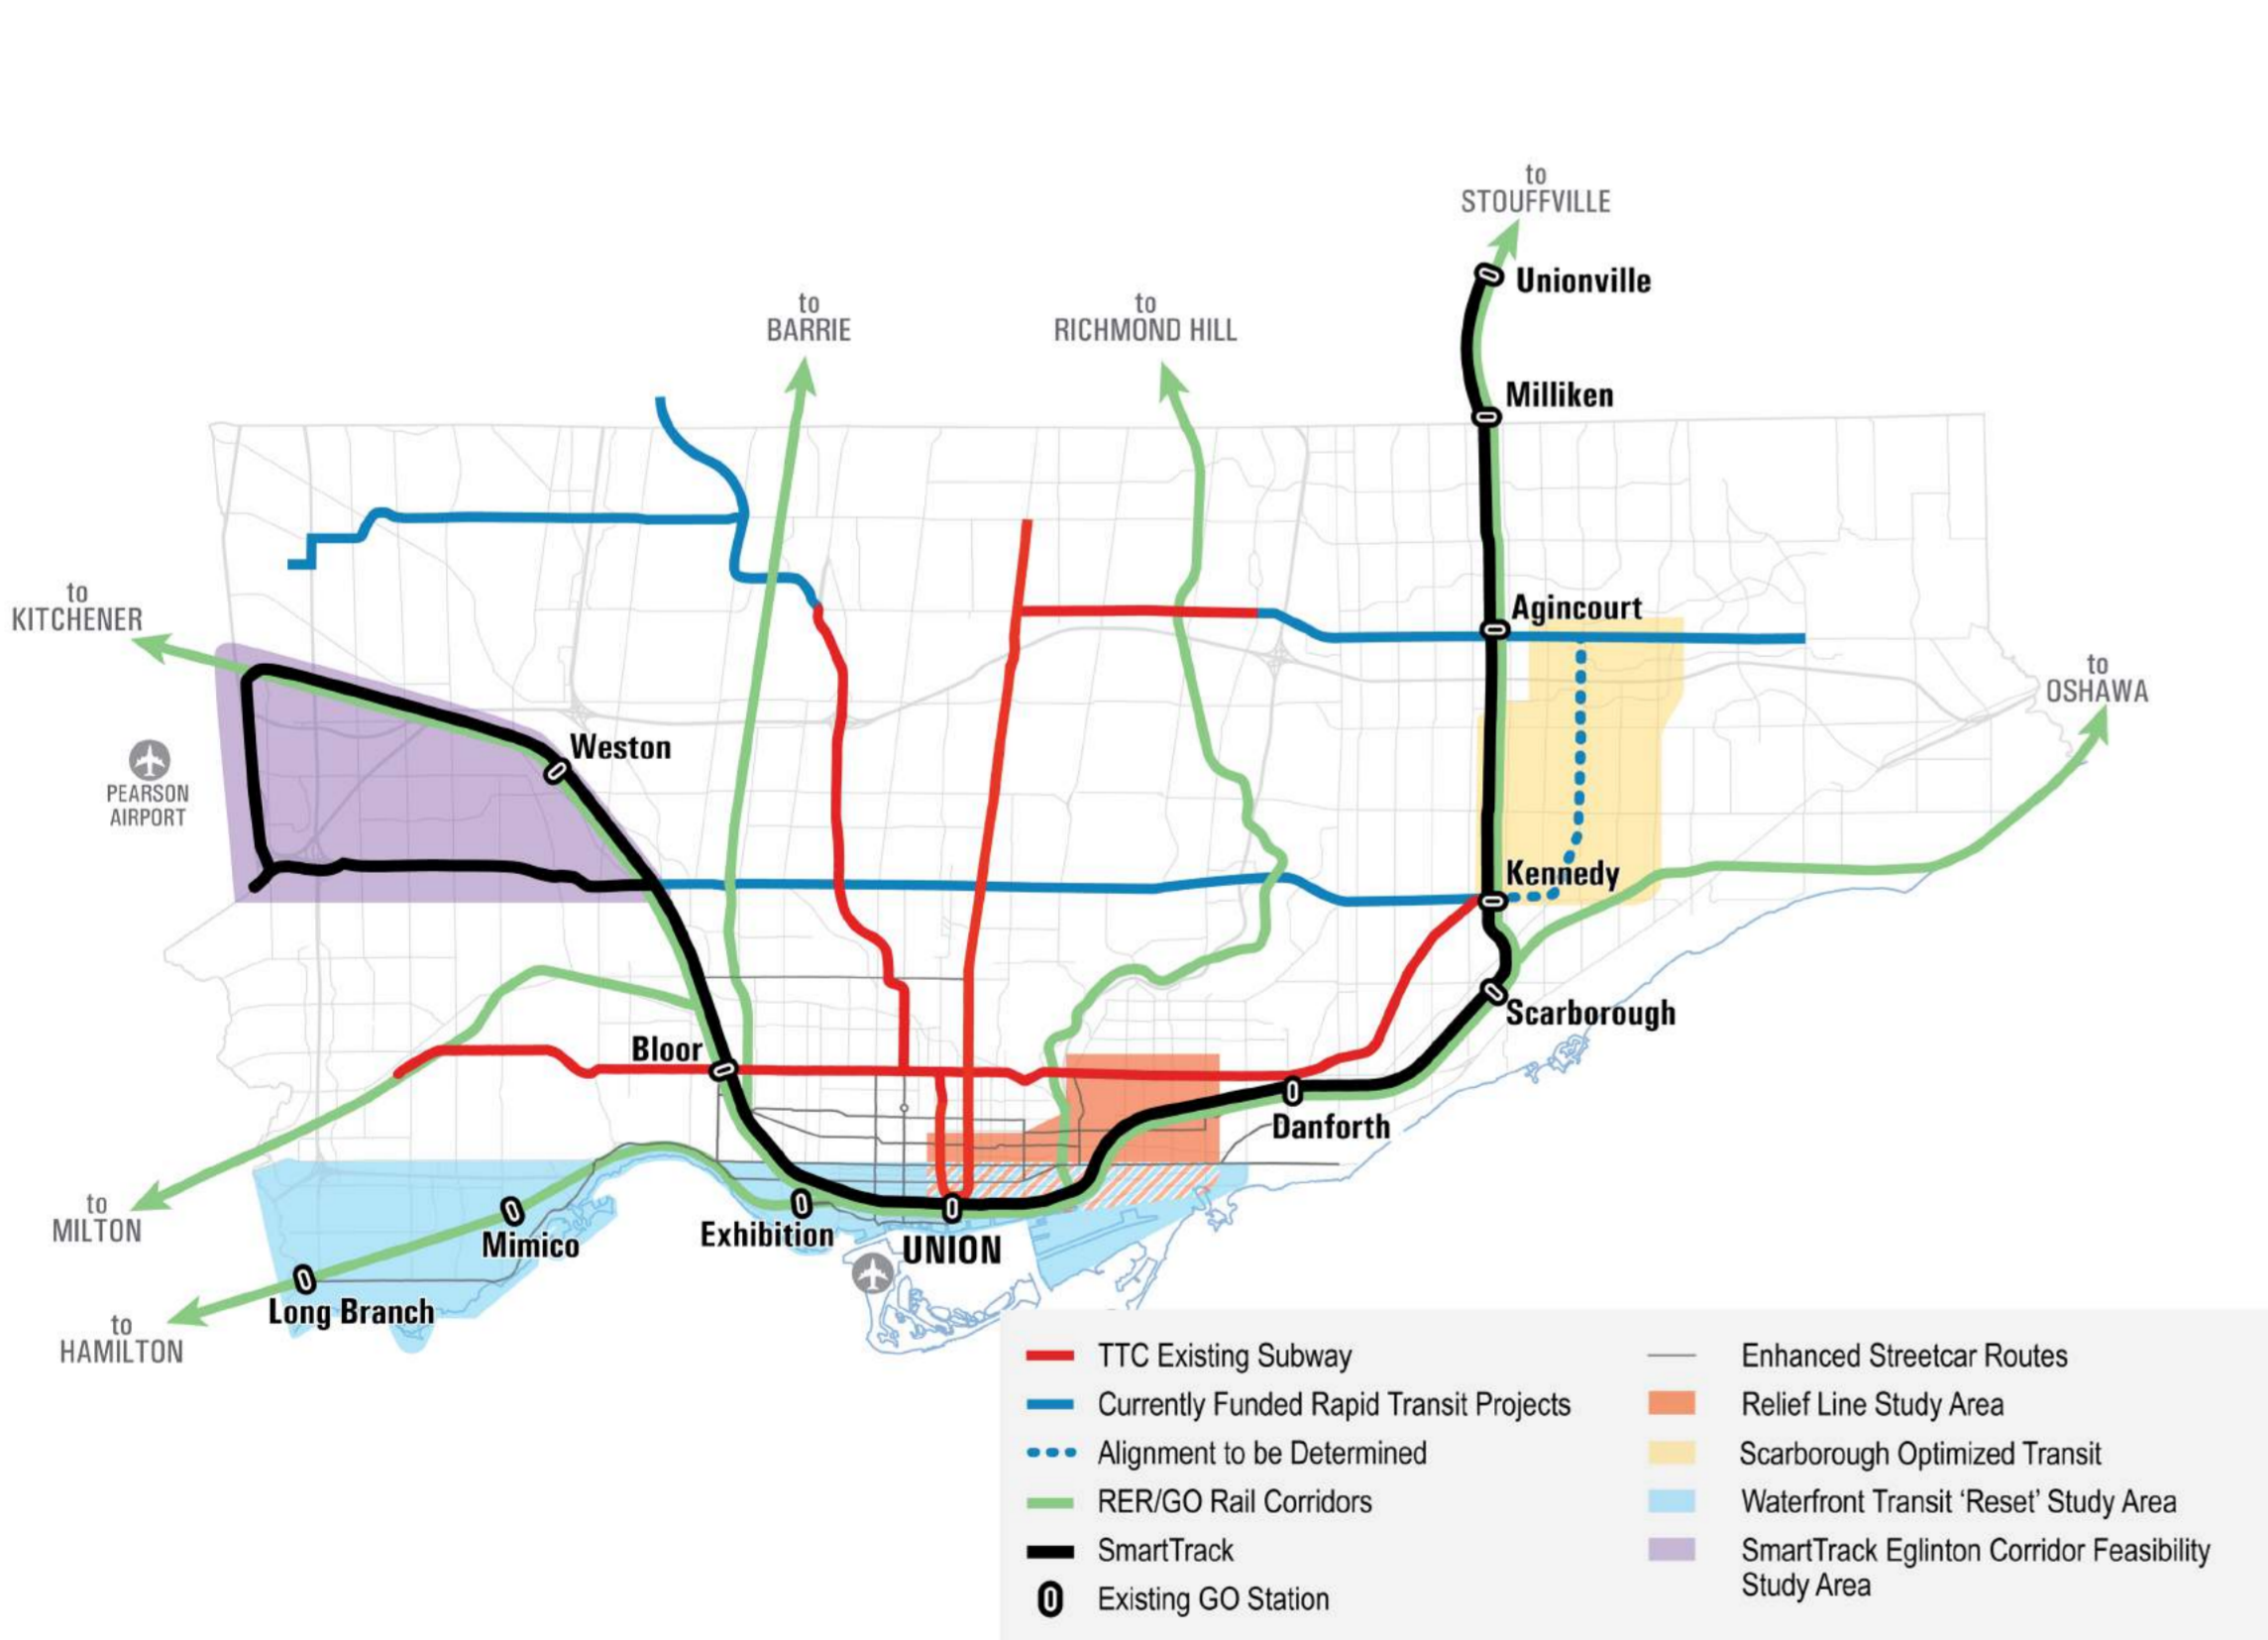 to
STOUFFVILLE
Unionville
to
BARRIE
to
RICHMOND HILL
Milliken
to
KITCHENER
Agincourt
to
OSHAWA
Weston
PEARSON
AIRPORT
Kennedy
Scarborough
Bloor
Danforth
to
MILTON
Mimico
Exhibition
UNION
Long Branch
to
HAMILTON
TTC Existing Subway
Currently Funded Rapid Transit Projects
Alignment to be Determined
RER/GO Rail Corridors
SmartTrack
Existing GO Station
Enhanced Streetcar Routes
Relief Line Study Area
Scarborough Optimized Transit
Waterfront Transit ‘Reset’ Study Area
SmartTrack Eglinton Corridor Feasibility
Study Area